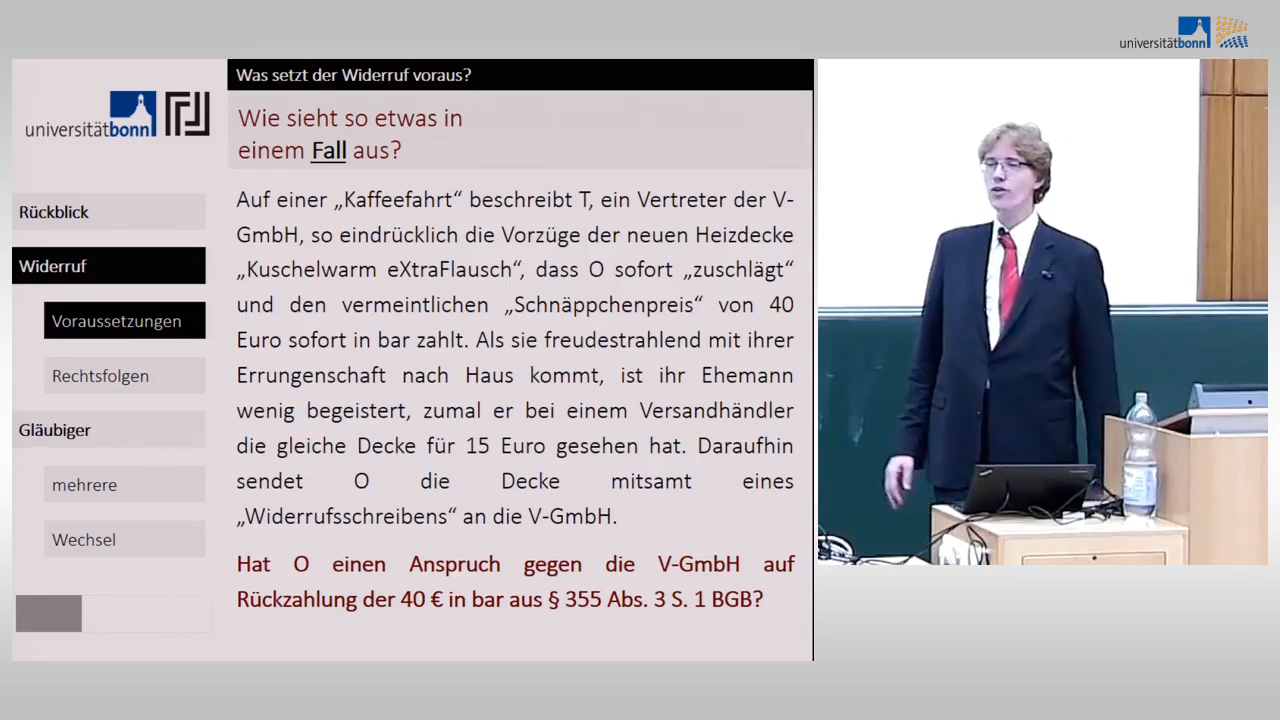 universitätbonn
Was setzt der Widerruf voraus?
universitätbonn
Wie sieht so etwas in
einem Fall aus?
Rückblick
Widerruf
Voraussetzungen
Rechtsfolgen
Gläubiger
mehrere
Wechsel
Auf einer „Kaffeefahrt“ beschreibt T, ein Vertreter der V-
GmbH, so eindrücklich die Vorzüge der neuen Heizdecke
„Kuschelwarm eXtraFlausch“, dass O sofort „zuschlägt“
und den vermeintlichen „Schnäppchenpreis“ von 40
Euro sofort in bar zahlt. Als sie freudestrahlend mit ihrer
Errungenschaft nach Haus kommt, ist ihr Ehemann
wenig begeistert, zumal er bei einem Versandhändler
die gleiche Decke für 15 Euro gesehen hat. Daraufhin
sendet O die Decke mitsamt eines
„Widerrufsschreibens“ an die V-GmbH.
Hat O einen Anspruch gegen die V-GmbH auf
Rückzahlung der 40 € in bar aus § 355 Abs. 3 S. 1 BGB?